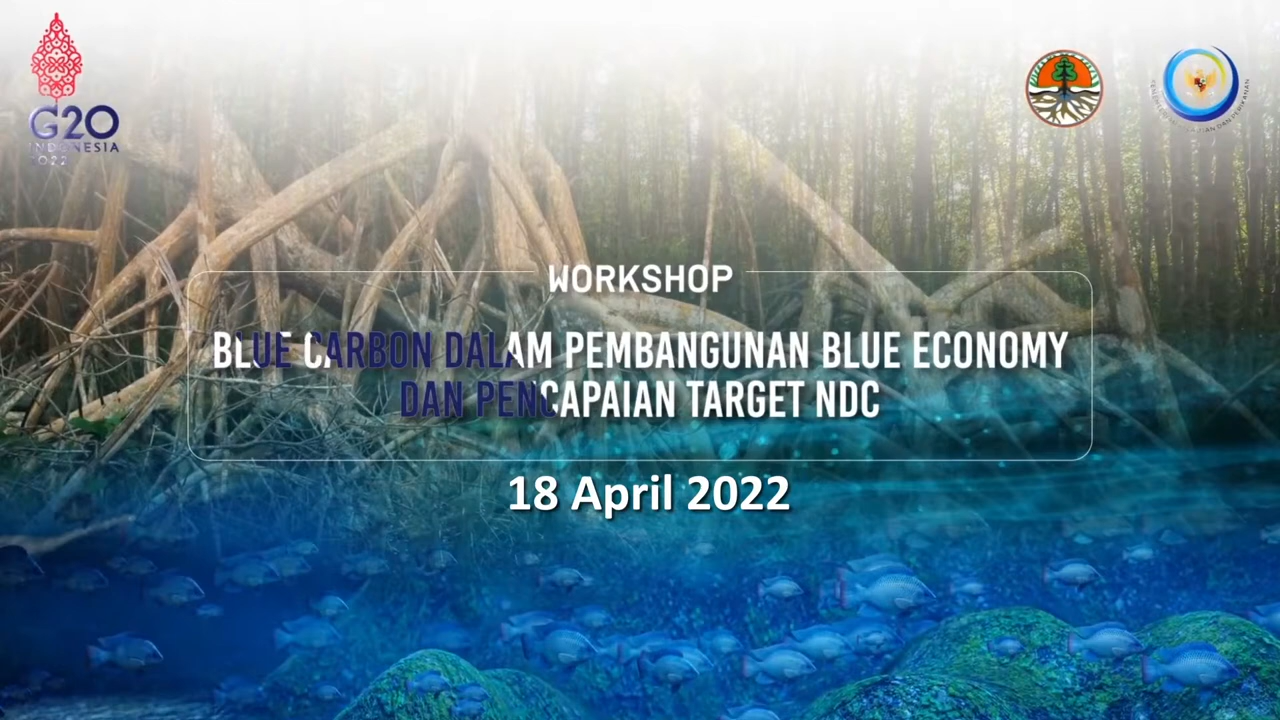 G20
INDONESIA
2022
WORKSHOP
BLUE CARBON DALAM PEMBANGUNAN BLUE ECONOMY
DAN PENCAPAIAN TARGET NDC
18 April 2022